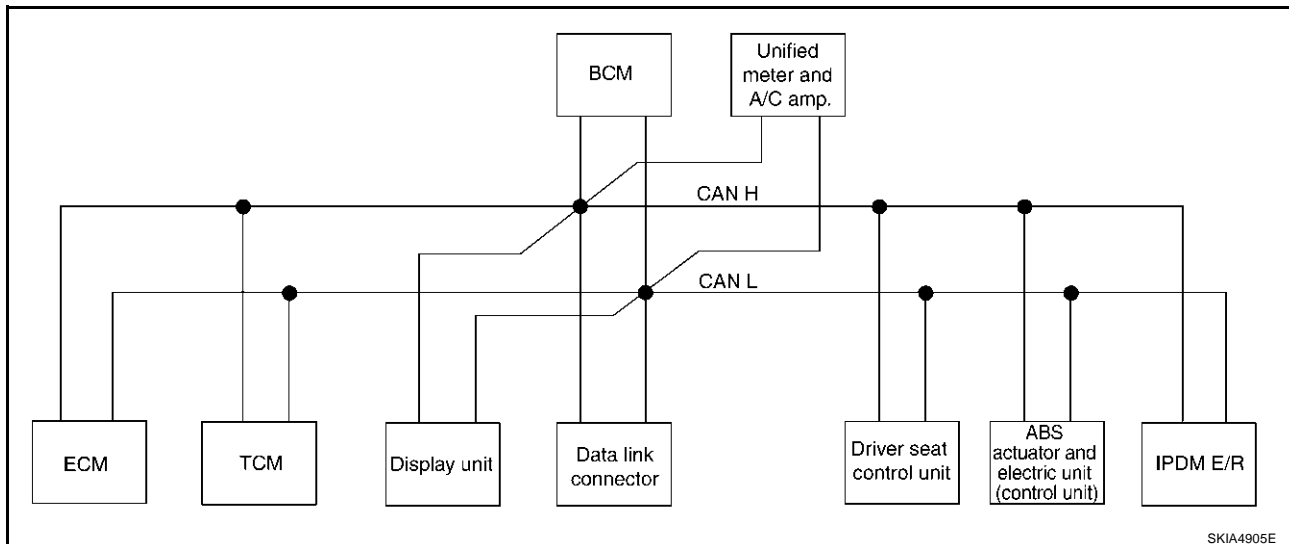 BCM
Unified
meter and
A/C amp.
CAN H
CAN L
ECM
TCM
Display unit
Data link
connector
Driver seat
control unit
ABS
actuator and
electric unit
(control unit)
IPDM E/R
SKIA4905E